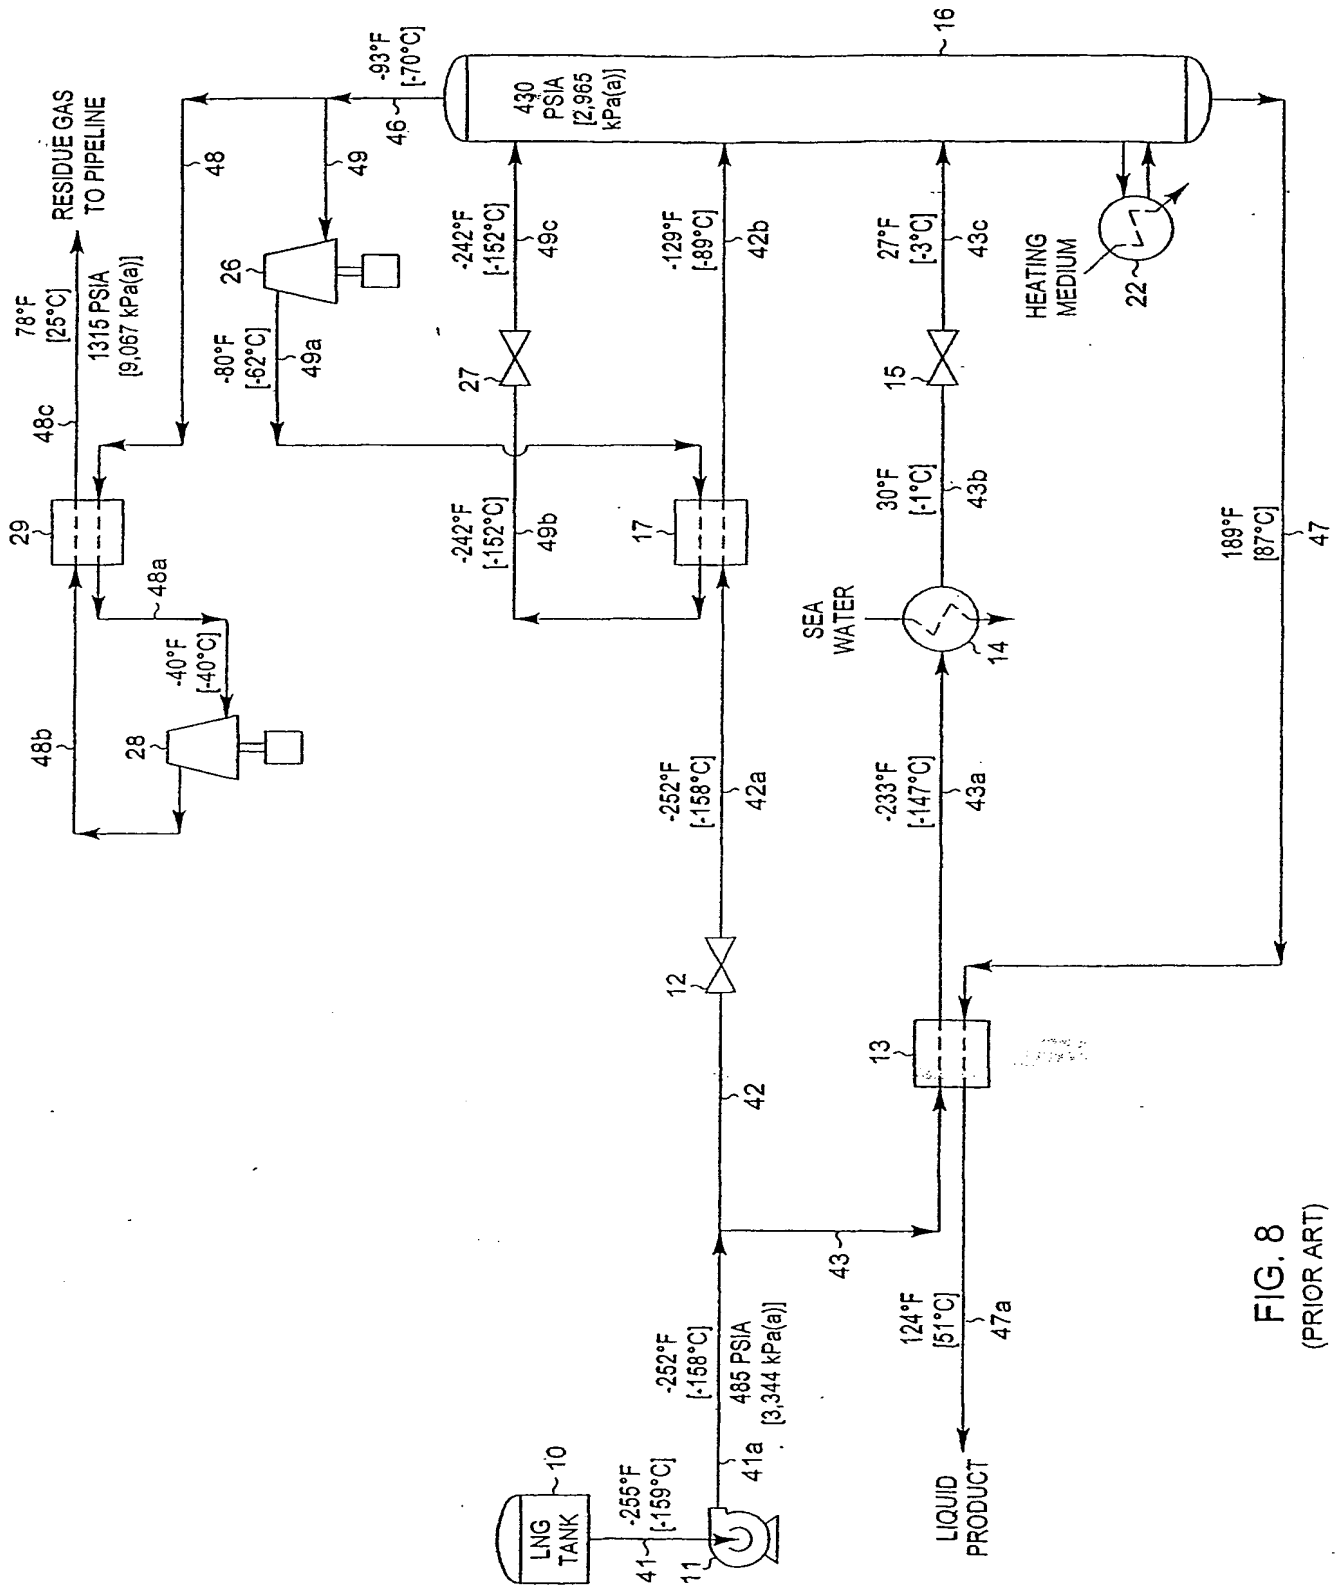 LNG
TANK
10
-255°F
[-159°C]
41
11
41a
-252°F
[-158°C]
485 PSIA
[3,344 kPa(a)]
43
42
12
-252°F
[-158°C]
42a
17
-129°F
[-89°C]
42b
13
-233°F
[-147°C]
43a
SEA
WATER
14
30°F
[-1°C]
43b
15
27°F
[-3°C]
43c
HEATING
MEDIUM
22
16
430
PSIA
[2,965
kPa(a)]
-93°F
[-70°C]
46
49
48
26
-80°F
[-62°C]
49a
-242°F
[-152°C]
49b
27
-242°F
[-152°C]
49c
29
48a
-40°F
[-40°C]
28
48b
48c
78°F
[25°C]
1315 PSIA
[9,067 kPa(a)]
RESIDUE GAS
TO PIPELINE
189°F
[87°C]
47
124°F
[51°C]
47a
LIQUID
PRODUCT
FIG. 8
(PRIOR ART)